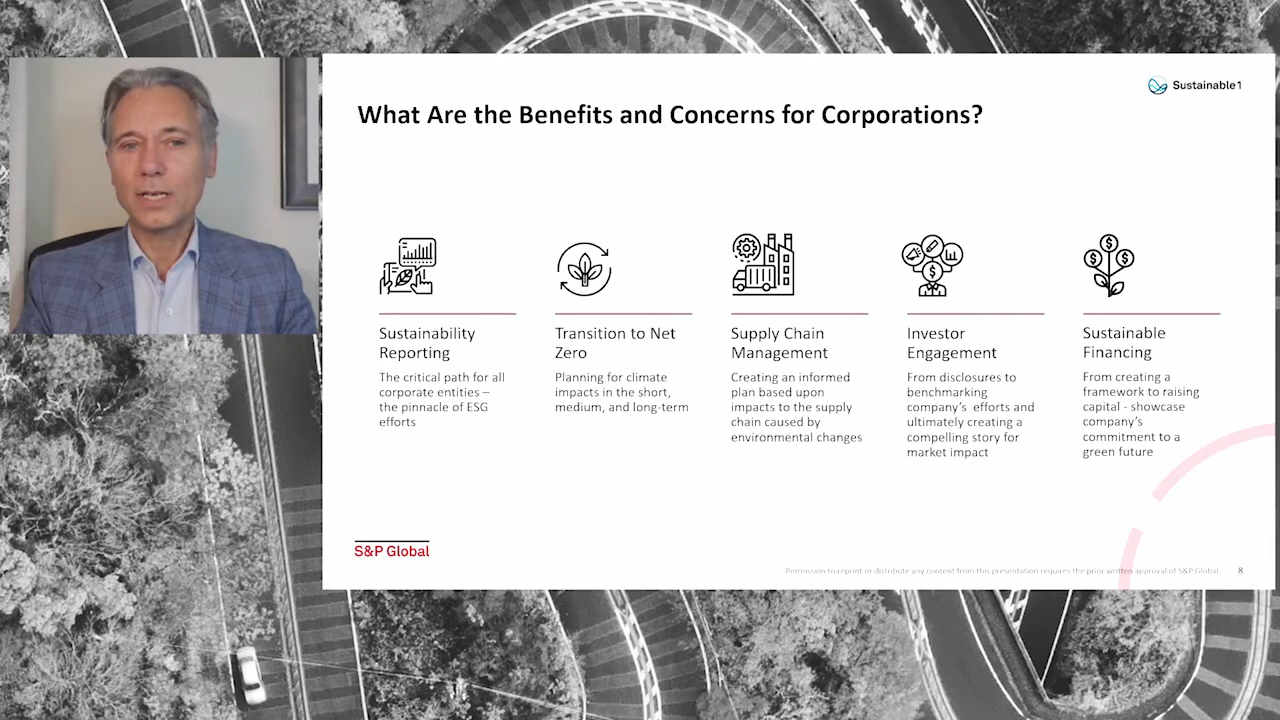 Sustainable1
What Are the Benefits and Concerns for Corporations?
Sustainability
Reporting
The critical path for all
corporate entities –
the pinnacle of ESG
efforts
Transition to Net
Zero
Planning for climate
impacts in the short,
medium, and long-term
Supply Chain
Management
Creating an informed
plan based upon
impacts to the supply
chain caused by
environmental changes
Investor
Engagement
From disclosures to
benchmarking
company’s efforts and
ultimately creating a
compelling story for
market impact
Sustainable
Financing
From creating a
framework to raising
capital - showcase
company’s
commitment to a
green future
S&P Global
Permission to reprint or distribute any content from this presentation requires the prior written approval of S&P Global.
8